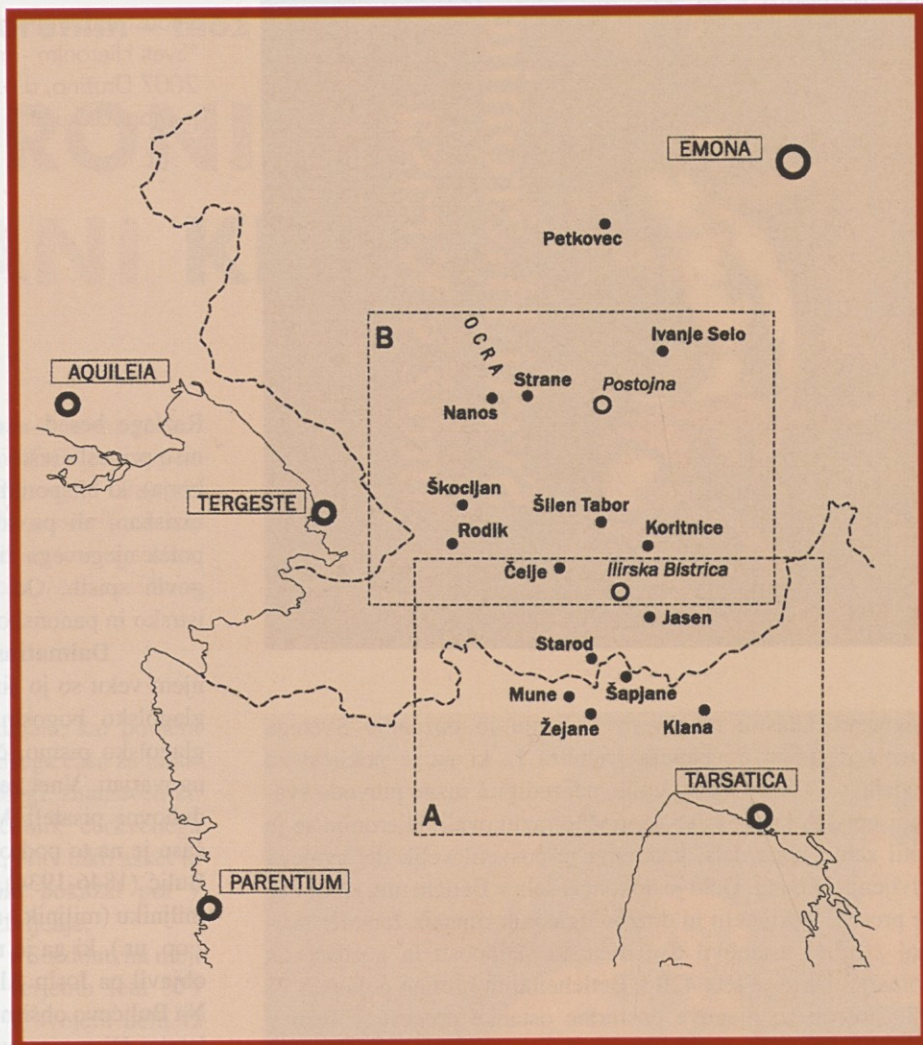 EMONA
Petkovec
B
OCRA
Ivanje Selo
AQUILEIA
Strane
Postojna
Nanos
Škocijan
TERGESTE
Šilen Tabor
Rodik
Koritnice
Čelje
Ilirska Bistrica
Jasen
Starod
Šapjane
Mune
Žejane
Klana
TARSATICA
A
PARENTIUM